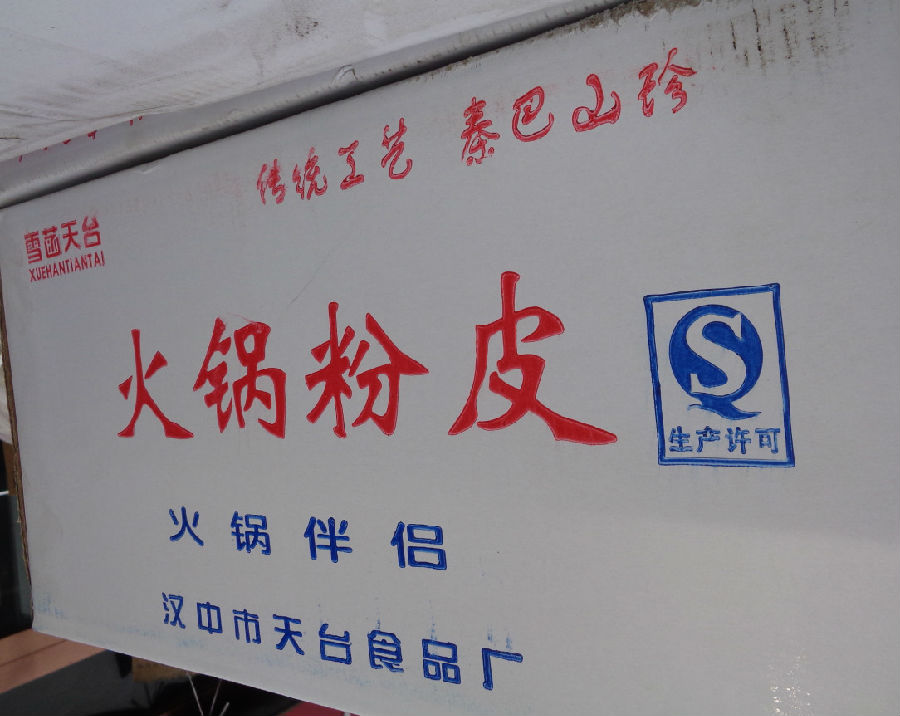 传统工艺 秦巴山珍
雪菡天台
XUEHANTIANTAI
火锅粉皮
QS
生产许可
火锅伴侣
汉中市天台食品厂